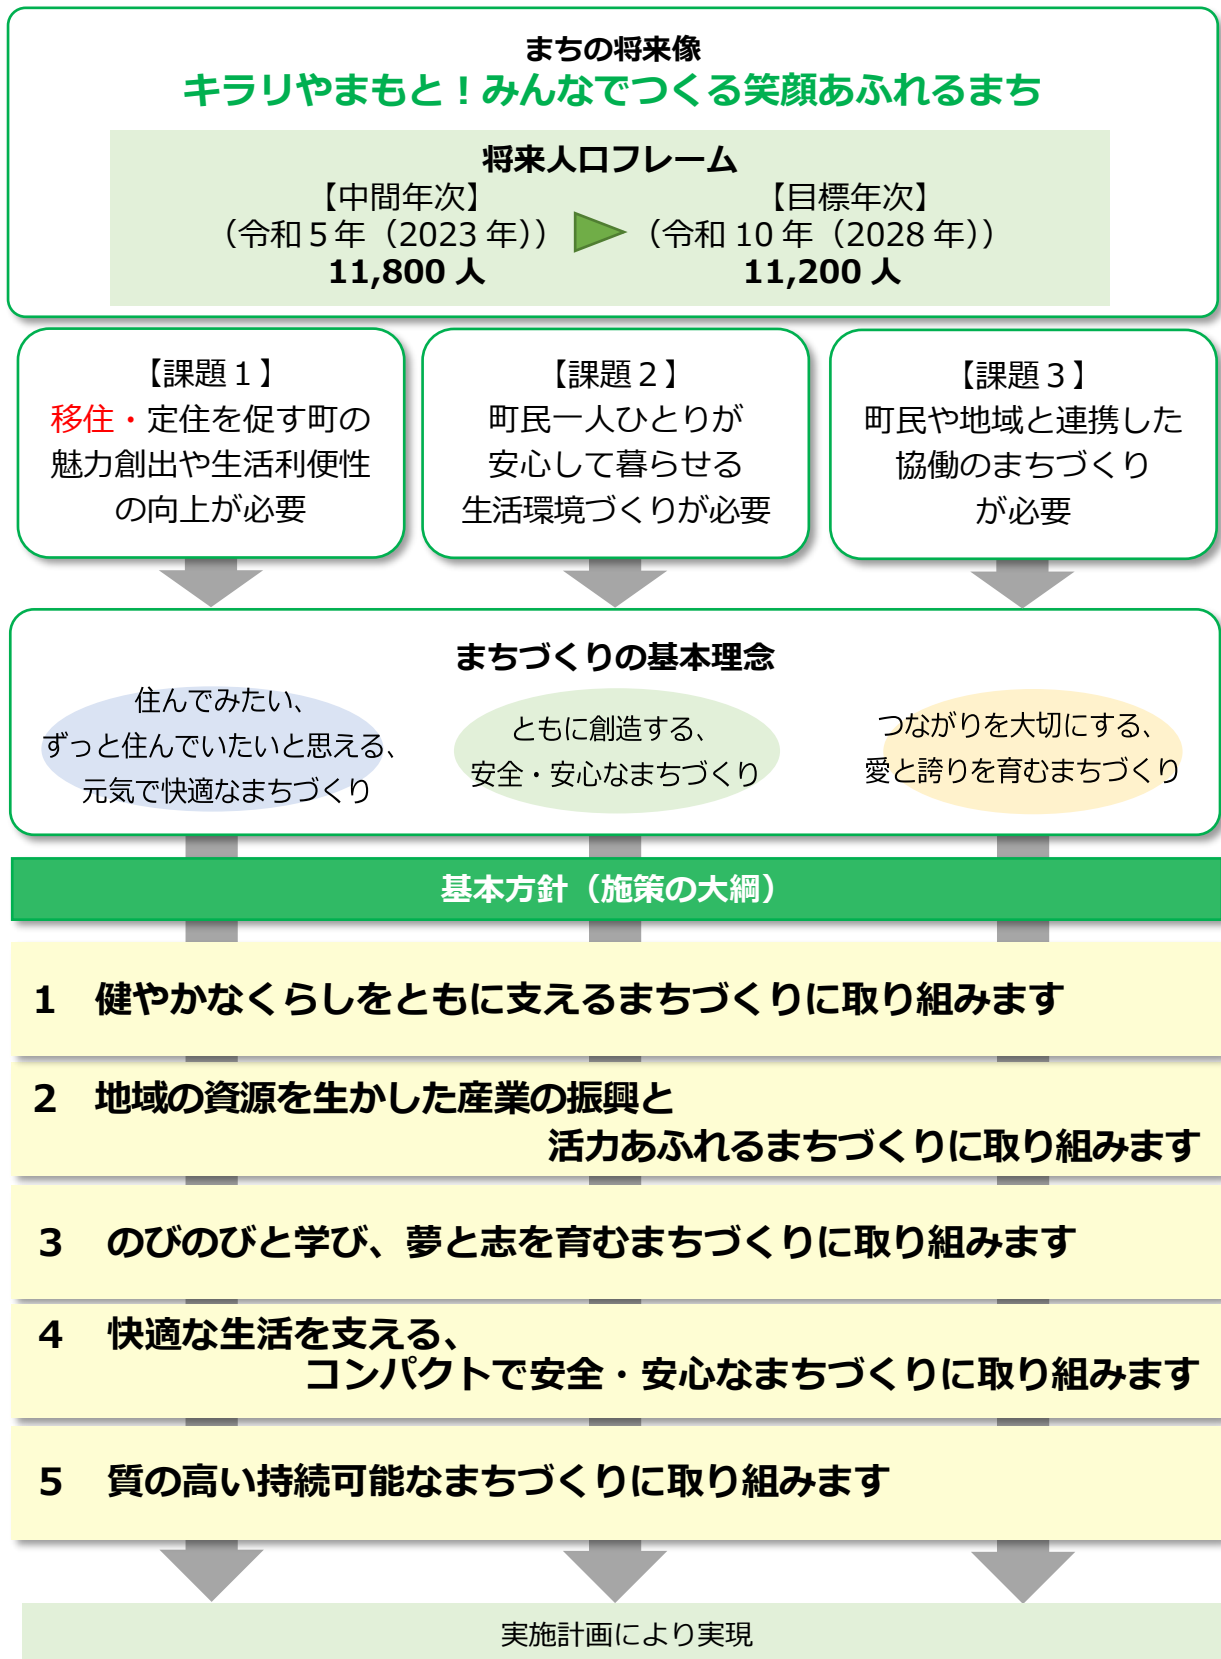 まちの将来像
キラリやまもと！みんなでつくる笑顔あふれるまち
将来人口フレーム
【中間年次】
（令和５年（2023 年））
11,800 人
【目標年次】
（令和 10 年（2028 年））
11,200 人
【課題１】
移住・定住を促す町の
魅力創出や生活利便性
の向上が必要
【課題２】
町民一人ひとりが
安心して暮らせる
生活環境づくりが必要
【課題３】
町民や地域と連携した
協働のまちづくり
が必要
まちづくりの基本理念
住んでみたい、
ずっと住んでいたいと思える、
元気で快適なまちづくり
ともに創造する、
安全・安心なまちづくり
つながりを大切にする、
愛と誇りを育むまちづくり
基本方針（施策の大綱）
1　健やかなくらしをともに支えるまちづくりに取り組みます
2　地域の資源を生かした産業の振興と
活力あふれるまちづくりに取り組みます
3　のびのびと学び、夢と志を育むまちづくりに取り組みます
4　快適な生活を支える、
コンパクトで安全・安心なまちづくりに取り組みます
5　質の高い持続可能なまちづくりに取り組みます
実施計画により実現